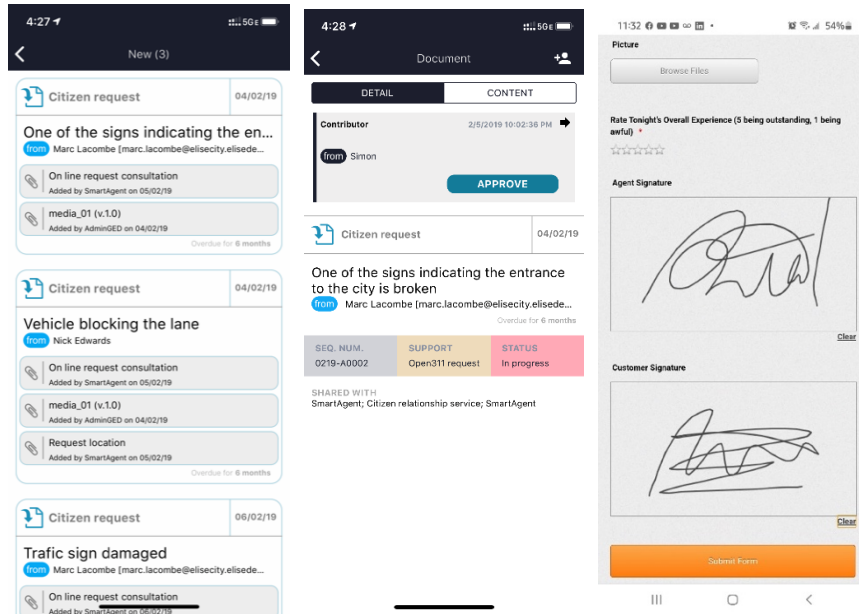 4:27
5GE
New (3)
Citizen request
04/02/19
One of the signs indicating the en...
from Marc Lacombe [marc.lacombe@elisecity.elisede...
On line request consultation
Added by SmartAgent on 05/02/19
media_01 (v.1.0)
Added by AdminGED on 04/02/19
Overdue for 6 months
Citizen request
04/02/19
Vehicle blocking the lane
from Nick Edwards
On line request consultation
Added by SmartAgent on 05/02/19
media_01 (v.1.0)
Added by AdminGED on 04/02/19
Request location
Added by SmartAgent on 05/02/19
Overdue for 6 months
Citizen request
06/02/19
Trafic sign damaged
from Marc Lacombe [marc.lacombe@elisecity.elisede...
On line request consultation
Added by SmartAgent on 06/02/19
4:28
5GE
Document
DETAIL
CONTENT
Contributor
2/5/2019 10:02:36 PM
from Simon
APPROVE
Citizen request
04/02/19
One of the signs indicating the entrance
to the city is broken
from Marc Lacombe [marc.lacombe@elisecity.elisede...
Overdue for 6 months
SEQ. NUM.
SUPPORT
STATUS
0219-A0002
Open311 request
In progress
SHARED WITH
SmartAgent; Citizen relationship service; SmartAgent
11:32
54%
Picture
Browse Files
Rate Tonight's Overall Experience (5 being outstanding, 1 being
awful) *
Agent Signature
Clear
Customer Signature
Clear
Submit Form